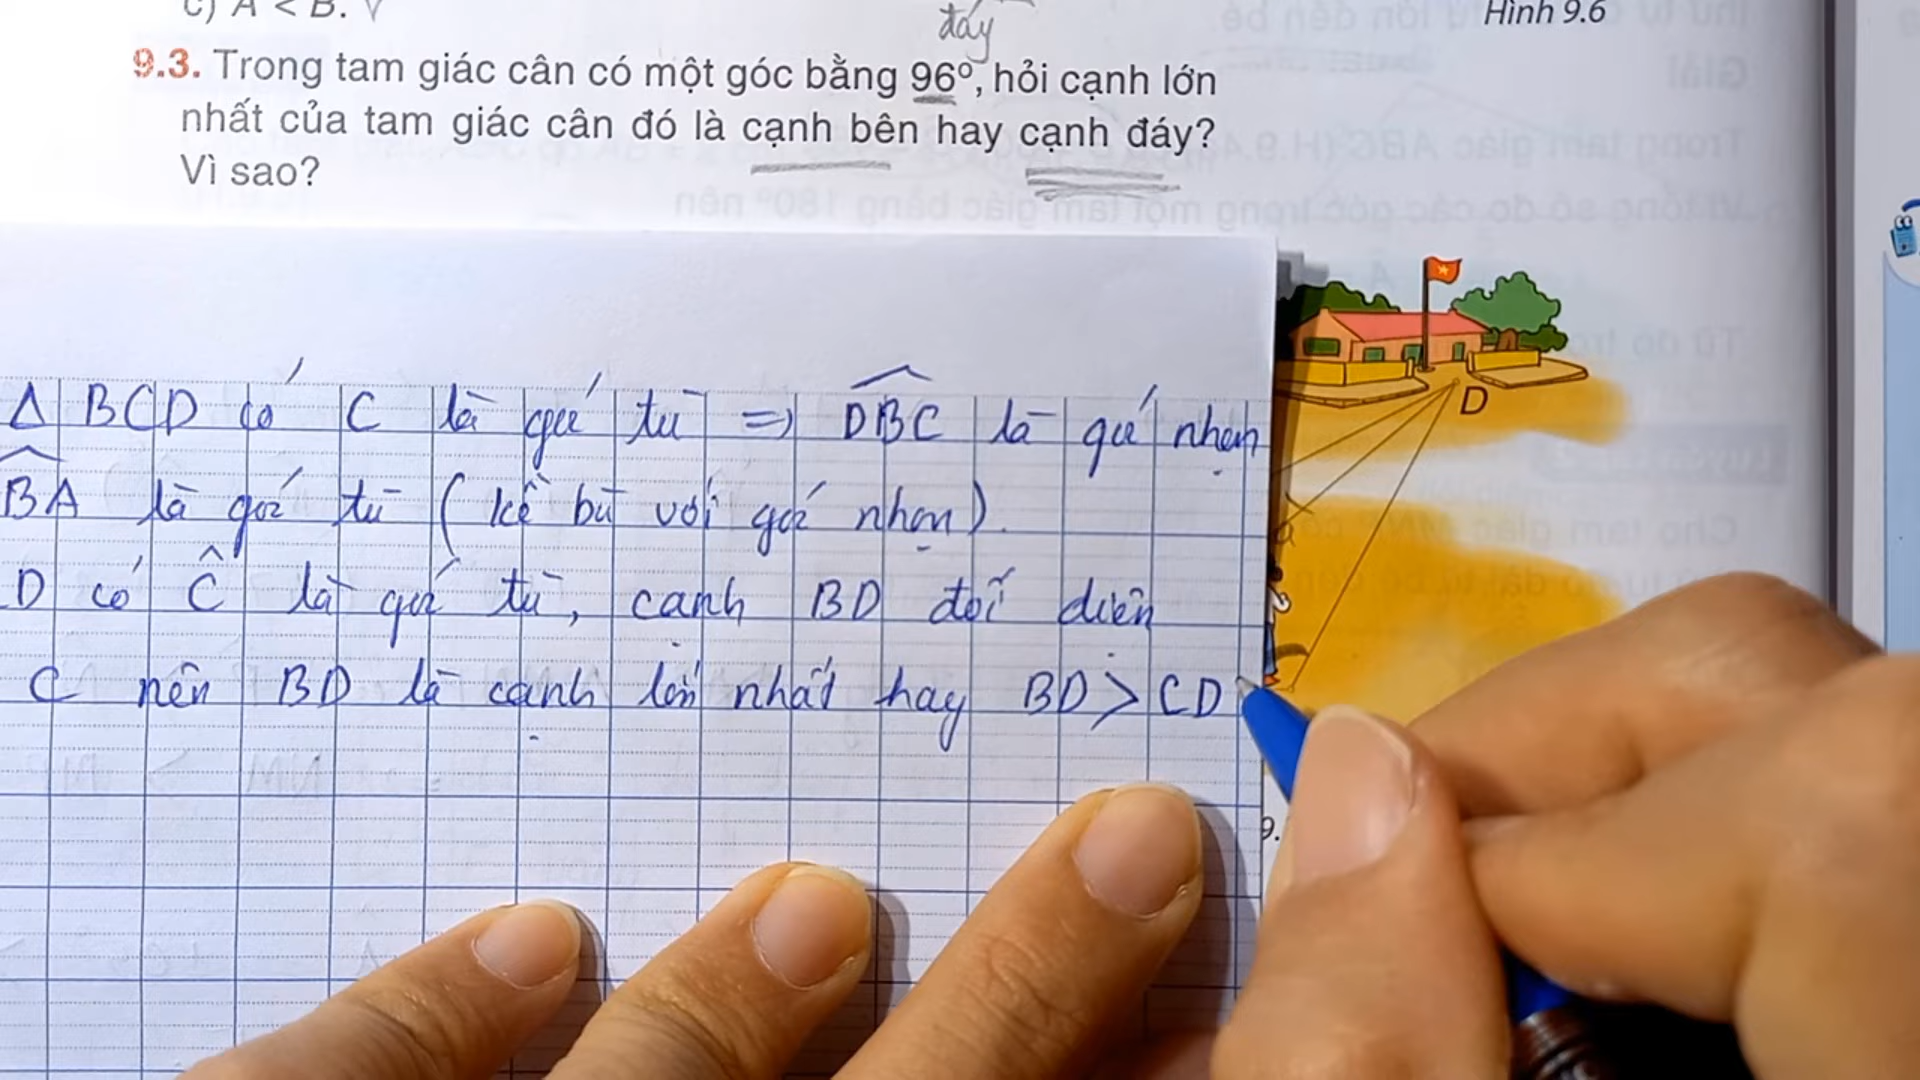 c) A < B.
đáy
Hình 9.6
9.3. Trong tam giác cân có một góc bằng 96°, hỏi cạnh lớn
nhất của tam giác cân đó là cạnh bên hay cạnh đáy?
Vì sao?
Δ BCD có C là góc tù => DBC là góc nhọn
BA là góc tù (kề bù với góc nhọn).
D có Ĉ là góc tù, cạnh BD đối diện
C nên BD là cạnh lớn nhất hay BD > CD
D
9.